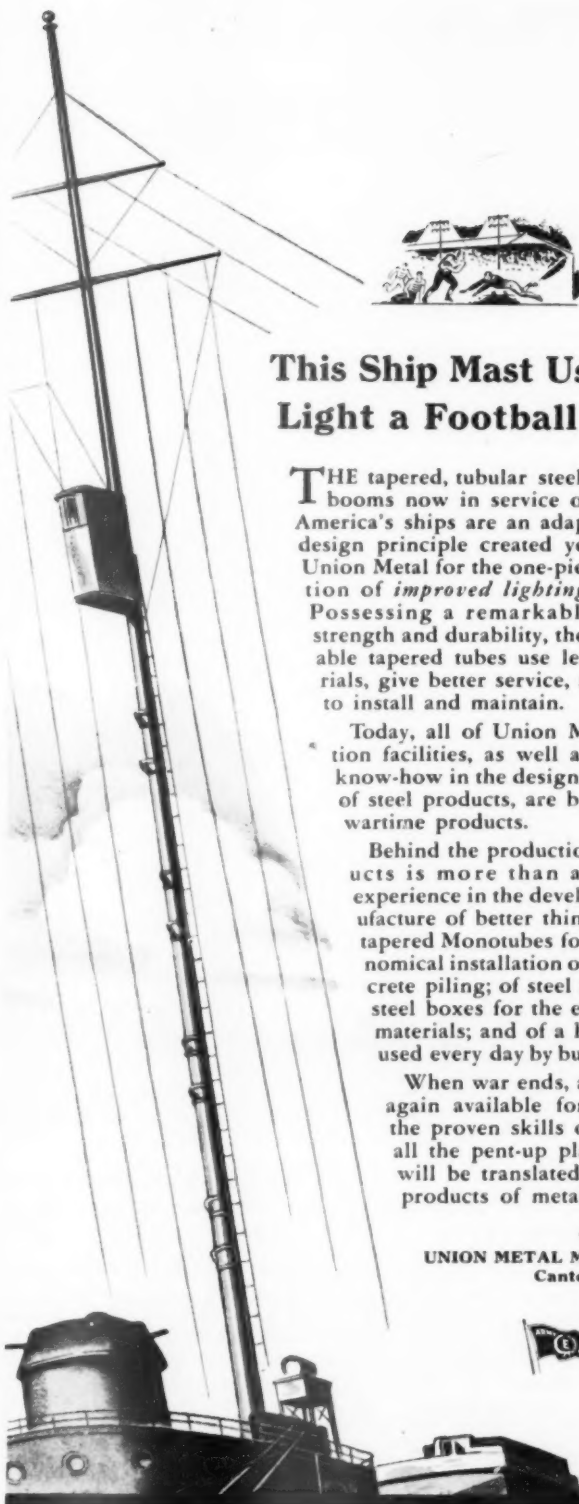 This Ship Mast Us
Light a Football
THE tapered, tubular steel
booms now in service o
America's ships are an adap
design principle created ye
Union Metal for the one-pie
tion of improved lighting
Possessing a remarkabl
strength and durability, the
able tapered tubes use le
rials, give better service,
to install and maintain.
Today, all of Union M
tion facilities, as well a
know-how in the design
of steel products, are b
wartime products.
Behind the productio
ucts is more than a
experience in the devel
ufacture of better thin
tapered Monotubes fo
nomical installation o
crete piling; of steel
steel boxes for the e
materials; and of a h
used every day by bu
When war ends, a
again available for
the proven skills o
all the pent-up pl
will be translated
products of meta
UNION METAL M
Cant
ARMY E